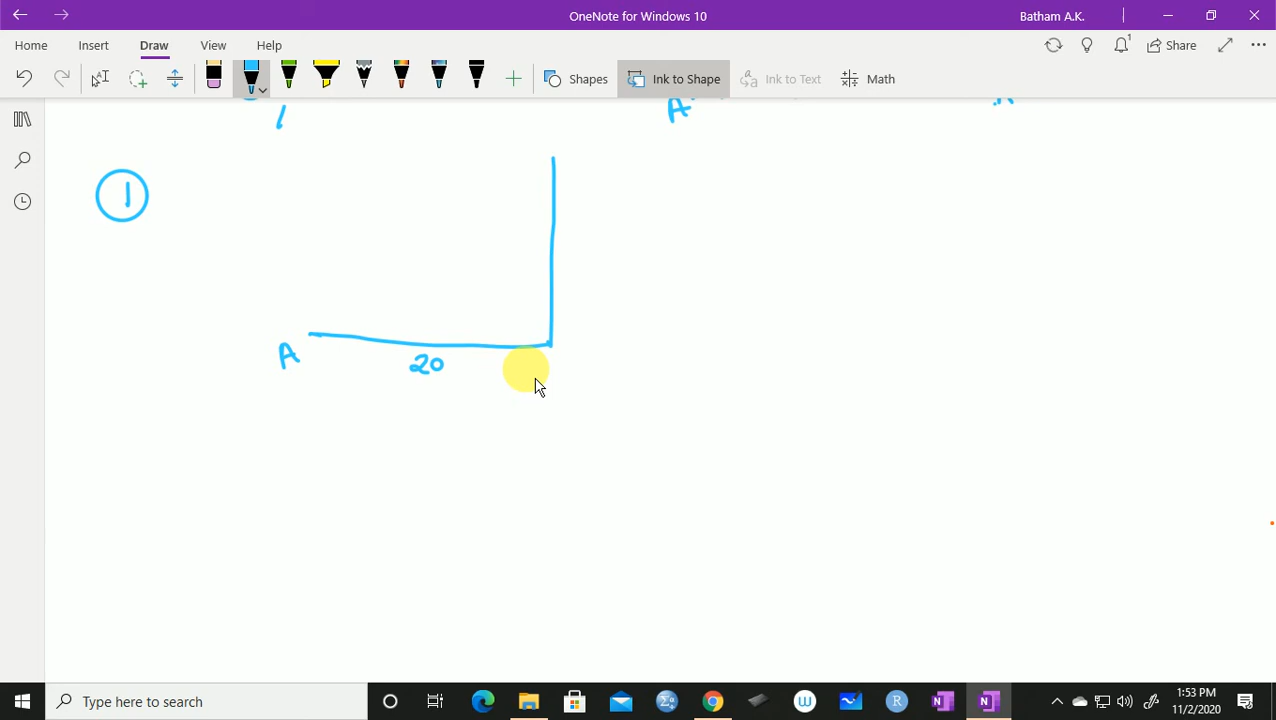 OneNote for Windows 10
Batham A.K.
Home Insert Draw View Help
Share
Shapes Ink to Shape Ink to Text Math
A
1
A
20
Type here to search
1:53 PM
11/2/2020